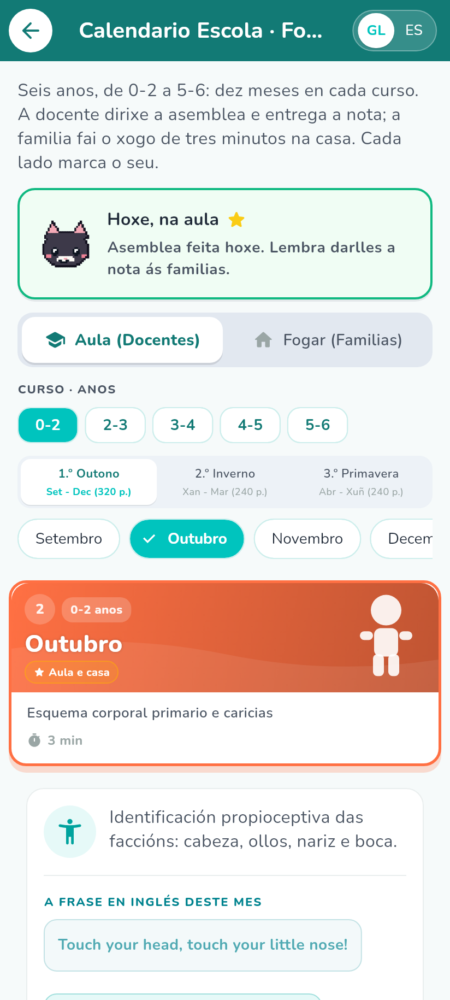 Calendario Escola · Fo...
GL
ES
Seis anos, de 0-2 a 5-6: dez meses en cada curso.
A docente dirixe a asemblea e entrega a nota; a
familia fai o xogo de tres minutos na casa. Cada
lado marca o seu.
Hoxe, na aula
Asemblea feita hoxe. Lembra darlles a
nota ás familias.
Aula (Docentes)
Fogar (Familias)
CURSO · ANOS
0-2
2-3
3-4
4-5
5-6
1.º Outono
Set - Dec (320 p.)
2.º Inverno
Xan - Mar (240 p.)
3.º Primavera
Abr - Xuñ (240 p.)
Setembro
Outubro
Novembro
Decem
2
0-2 anos
Outubro
Aula e casa
Esquema corporal primario e caricias
3 min
Identificación propioceptiva das
faccións: cabeza, ollos, nariz e boca.
A FRASE EN INGLÉS DESTE MES
Touch your head, touch your little nose!